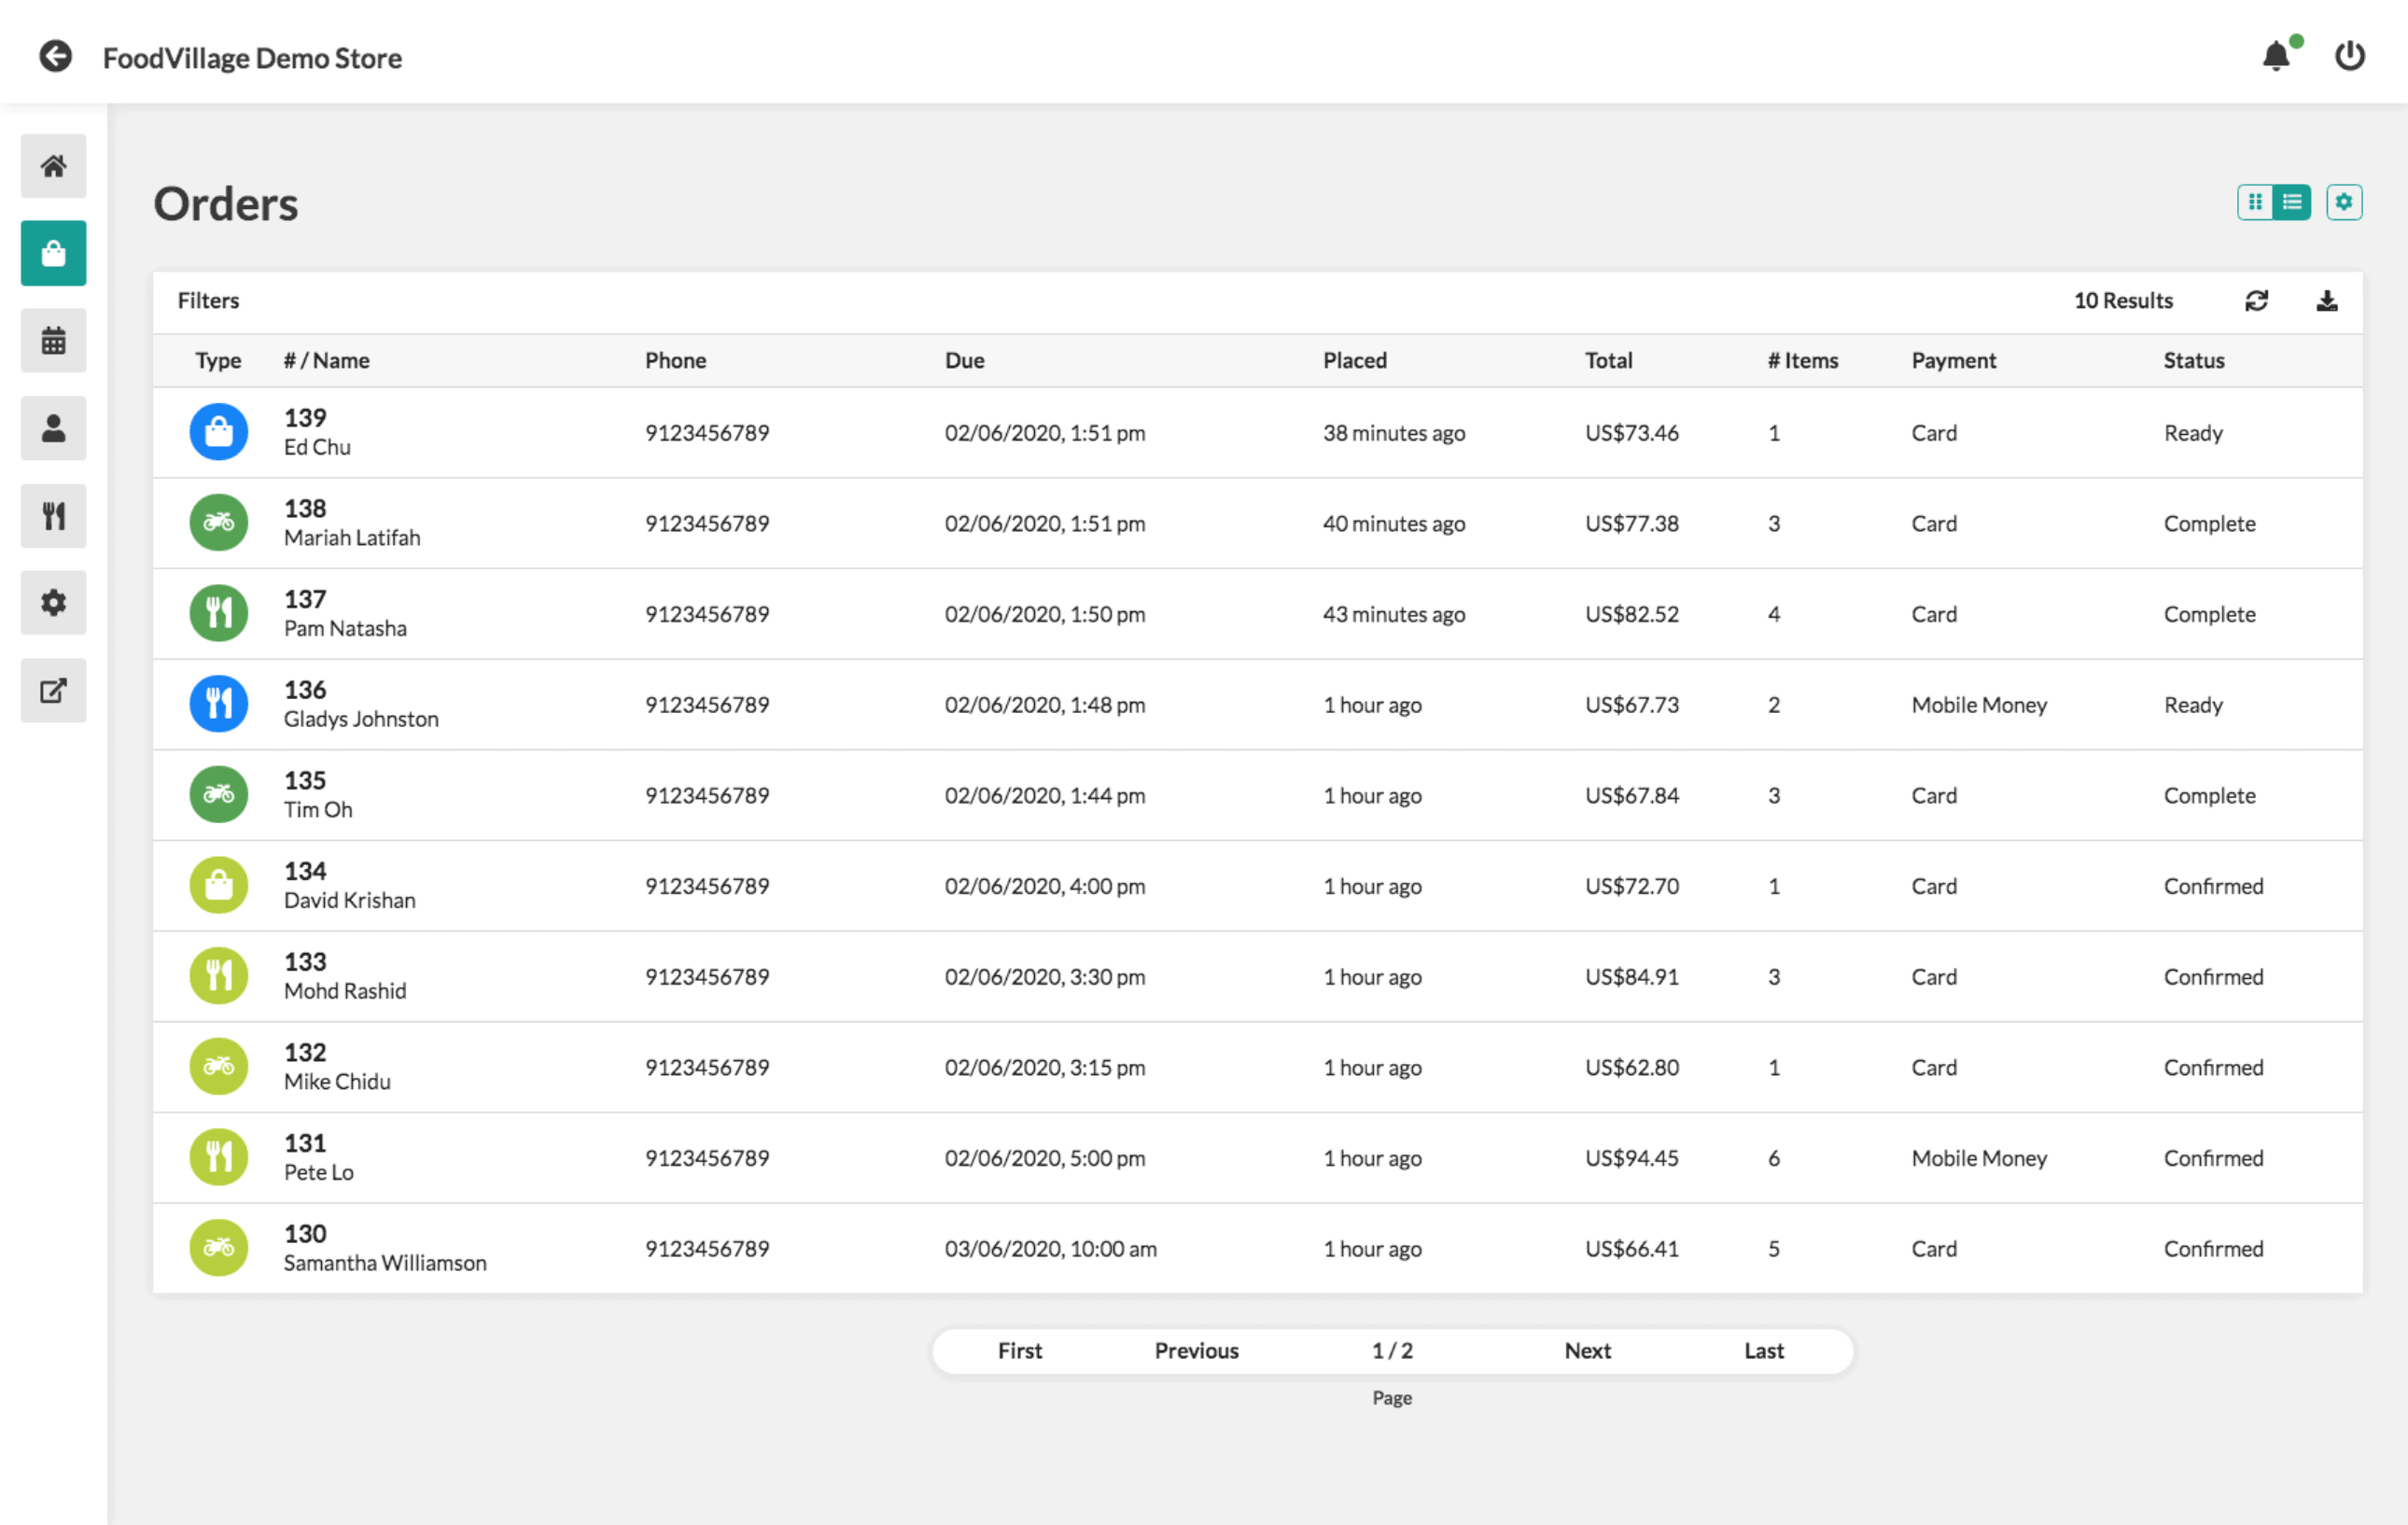 FoodVillage Demo Store
Orders
Filters 10 Results
Type # / Name Phone Due Placed Total # Items Payment Status
139
Ed Chu 9123456789 02/06/2020, 1:51 pm 38 minutes ago US$73.46 1 Card Ready
138
Mariah Latifah 9123456789 02/06/2020, 1:51 pm 40 minutes ago US$77.38 3 Card Complete
137
Pam Natasha 9123456789 02/06/2020, 1:50 pm 43 minutes ago US$82.52 4 Card Complete
136
Gladys Johnston 9123456789 02/06/2020, 1:48 pm 1 hour ago US$67.73 2 Mobile Money Ready
135
Tim Oh 9123456789 02/06/2020, 1:44 pm 1 hour ago US$67.84 3 Card Complete
134
David Krishan 9123456789 02/06/2020, 4:00 pm 1 hour ago US$72.70 1 Card Confirmed
133
Mohd Rashid 9123456789 02/06/2020, 3:30 pm 1 hour ago US$84.91 3 Card Confirmed
132
Mike Chidu 9123456789 02/06/2020, 3:15 pm 1 hour ago US$62.80 1 Card Confirmed
131
Pete Lo 9123456789 02/06/2020, 5:00 pm 1 hour ago US$94.45 6 Mobile Money Confirmed
130
Samantha Williamson 9123456789 03/06/2020, 10:00 am 1 hour ago US$66.41 5 Card Confirmed
First Previous 1 / 2 Next Last
Page